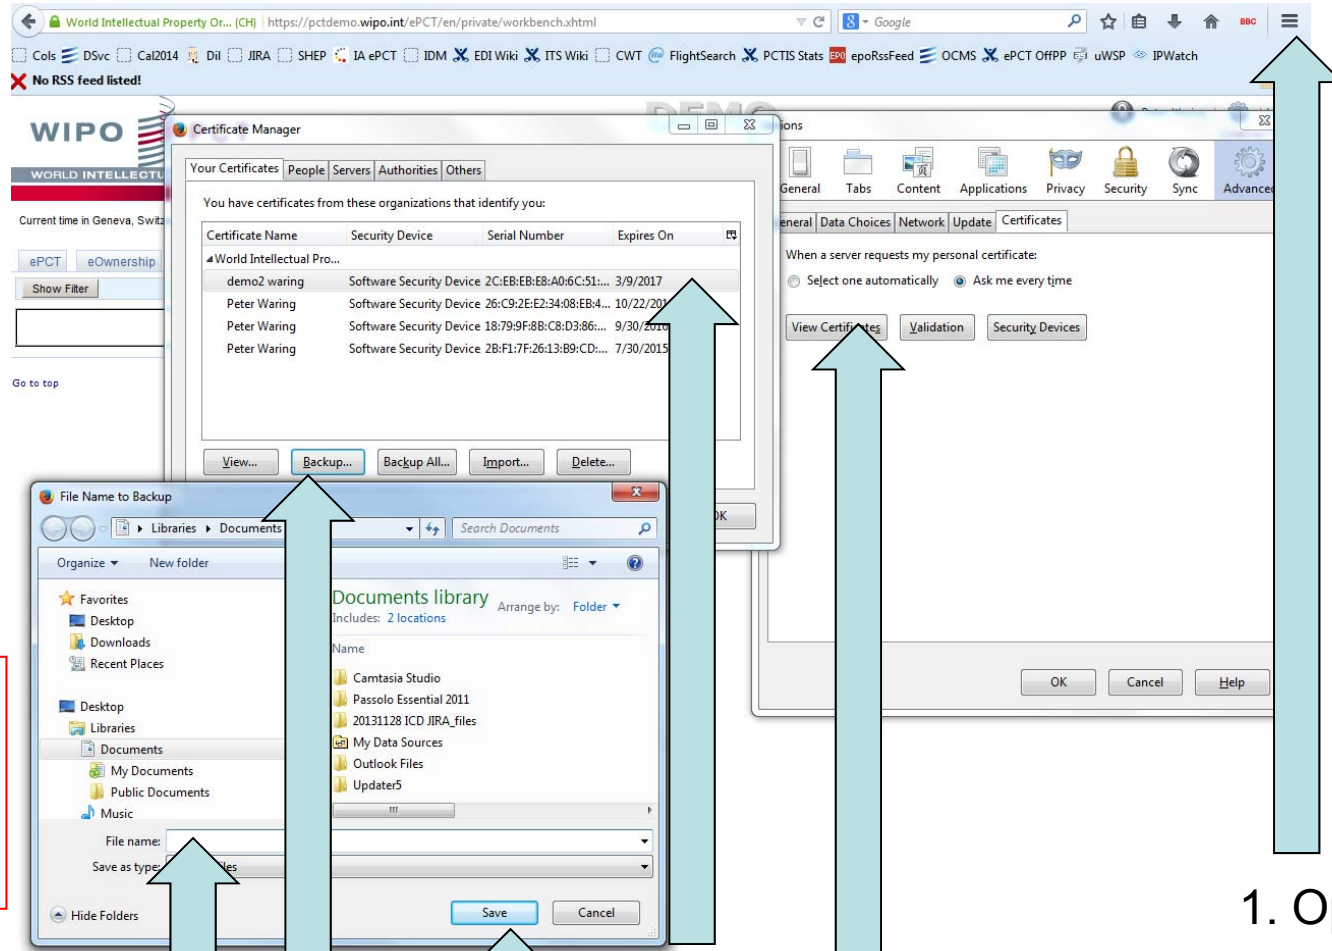 World Intellectual Property Or... (CH) https://pctdemo.wipo.int/ePCT/en/private/workbench.xhtml Google BBC
Cols DSvc Cal2014 Dil JIRA SHEP IA ePCT IDM EDI Wiki ITS Wiki CWT FlightSearch PCTIS Stats EPO epoRssFeed OCMS ePCT OffPP uWSP IPWatch
No RSS feed listed!
WIPO
WORLD INTELLECTU
DEMO
Current time in Geneva, Switz
ePCT eOwnership
Show Filter
Go to top
Certificate Manager
Your Certificates People Servers Authorities Others
You have certificates from these organizations that identify you:
Certificate Name Security Device Serial Number Expires On
World Intellectual Pro...
demo2 waring Software Security Device 2C:EB:EB:E8:A0:6C:51:... 3/9/2017
Peter Waring Software Security Device 26:C9:2E:E2:34:08:EB:4... 10/22/201
Peter Waring Software Security Device 18:79:9F:8B:C8:D3:86:... 9/30/2016
Peter Waring Software Security Device 2B:F1:7F:26:13:B9:CD:... 7/30/2015
View... Backup... Backup All... Import... Delete...
OK
ions
General Tabs Content Applications Privacy Security Sync Advanced
eneral Data Choices Network Update Certificates
When a server requests my personal certificate:
Select one automatically Ask me every time
View Certificates Validation Security Devices
OK Cancel Help
File Name to Backup
Libraries Documents Search Documents
Organize New folder
Favorites
Desktop
Downloads
Recent Places
Desktop
Libraries
Documents
My Documents
Public Documents
Music
Documents library
Includes: 2 locations
Arrange by: Folder
Name
Camtasia Studio
Passolo Essential 2011
20131128 ICD JIRA_files
My Data Sources
Outlook Files
Updater5
File name:
Save as type: iles
Hide Folders Save Cancel
1. O